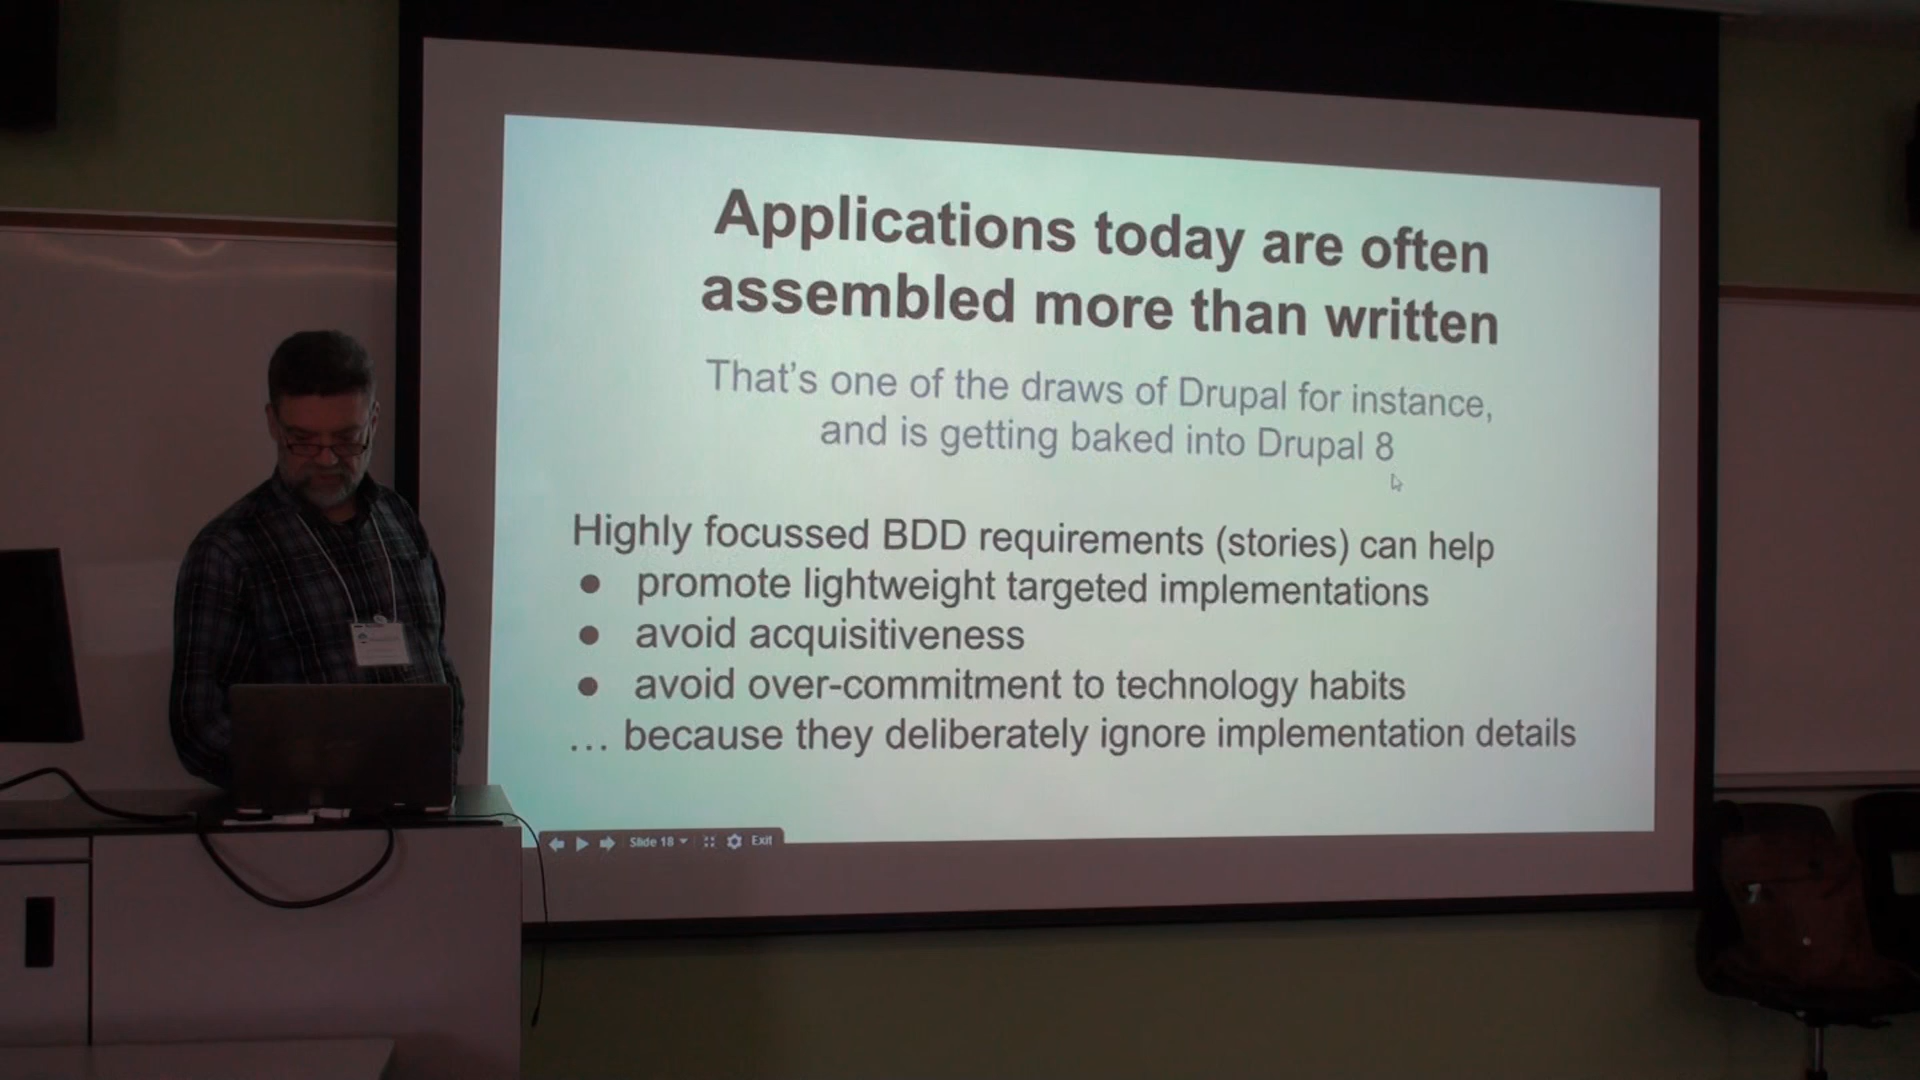 Applications today are often
assembled more than written
That's one of the draws of Drupal for instance,
and is getting baked into Drupal 8
Highly focussed BDD requirements (stories) can help
● promote lightweight targeted implementations
● avoid acquisitiveness
● avoid over-commitment to technology habits
… because they deliberately ignore implementation details
Slide 18 Exit